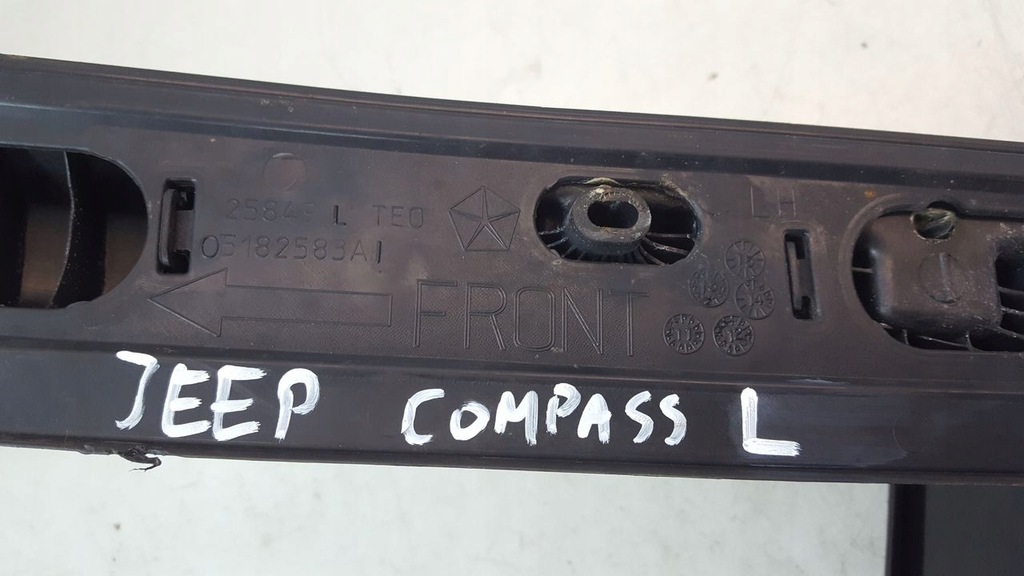 L TEO
LH
05182583AI
FRONT
JEEP COMPASS L